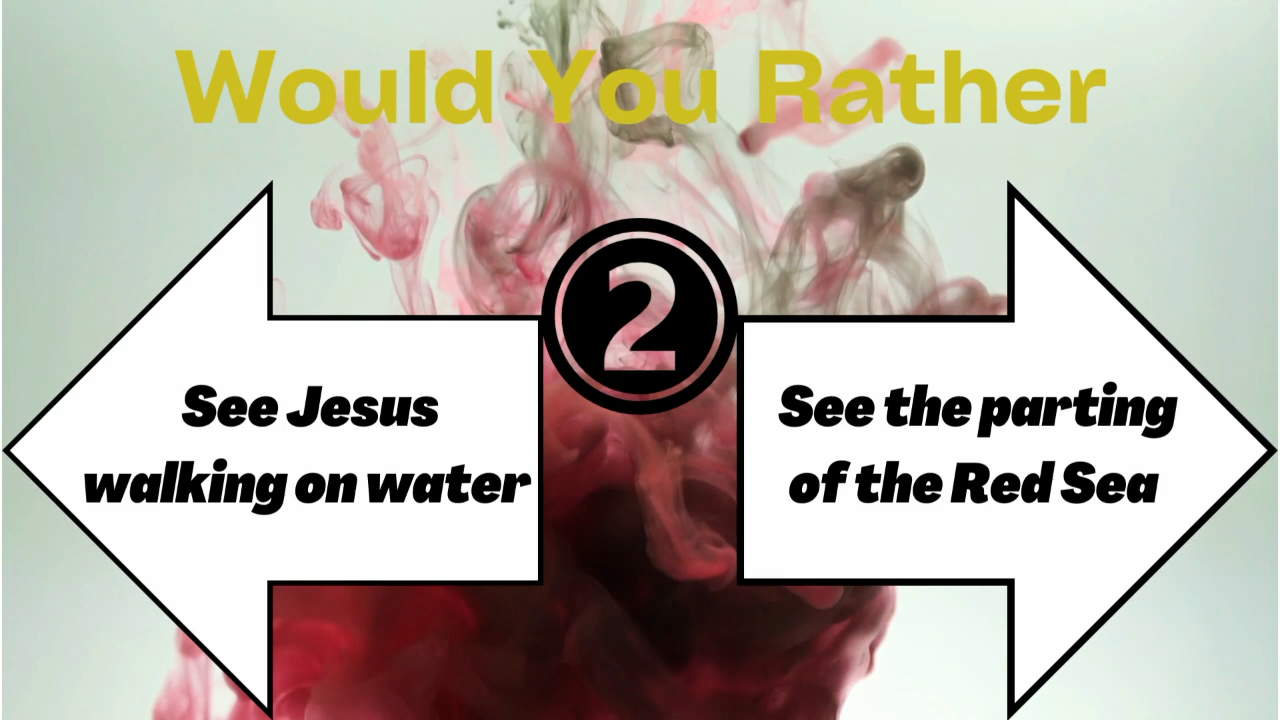 Would You Rather
2
See Jesus
walking on water
See the parting
of the Red Sea